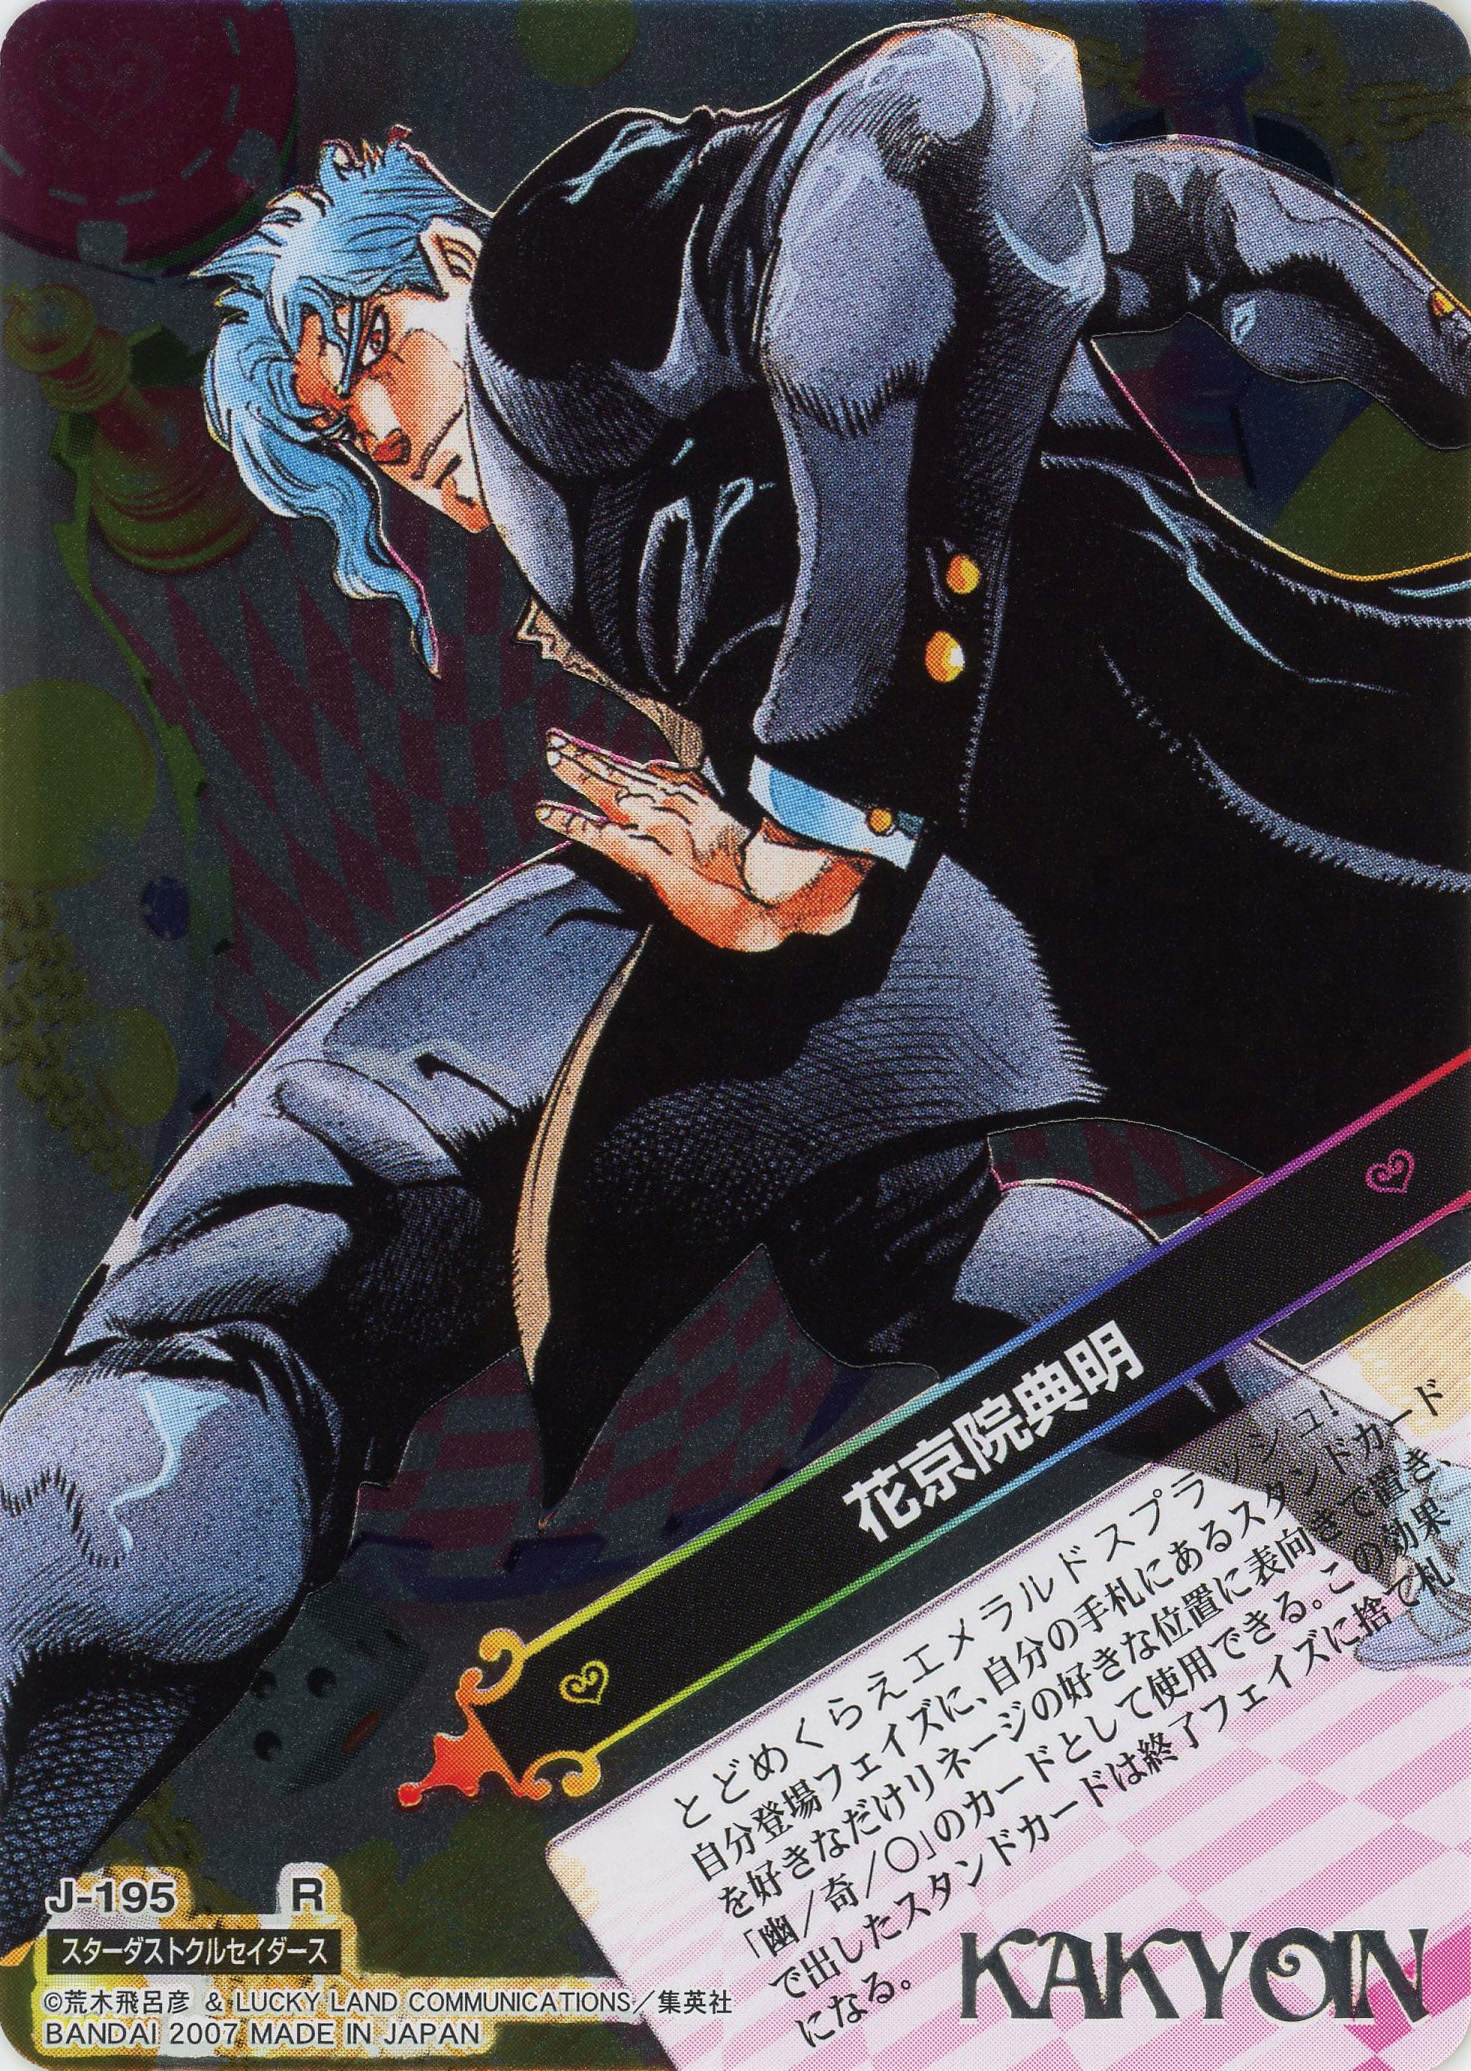 花京院典明
とどめくらえエメラルドスプラッシュ!
自分登場フェイズに、自分の手札にあるスタンドカード
を好きなだけリネージの好きな位置に表向きで置き、
「幽/奇/○」のカードとして使用できる。この効果
で出したスタンドカードは終了フェイズに捨て札
になる。
KAKYOIN
J-195 R
スターダストクルセイダース
©荒木飛呂彦 & LUCKY LAND COMMUNICATIONS/集英社
BANDAI 2007 MADE IN JAPAN